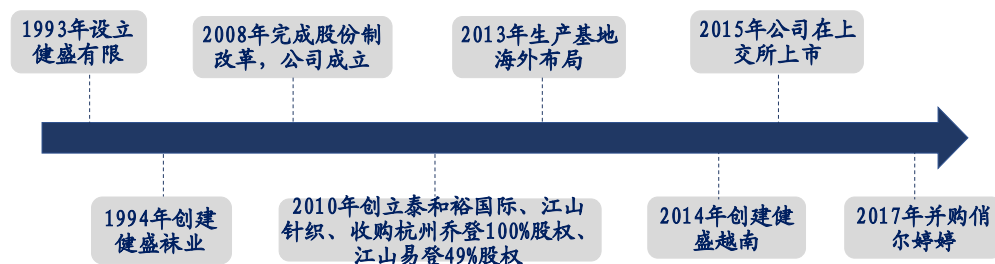 1993年设立
健盛有限
2008年完成股份制
改革，公司成立
2013年生产基地
海外布局
2015年公司在上
交所上市
1994年创建
健盛袜业
2010年创立泰和裕国际、江山
针织、收购杭州乔登100%股权、
江山易登49%股权
2014年创建健
盛越南
2017年并购俏
尔婷婷